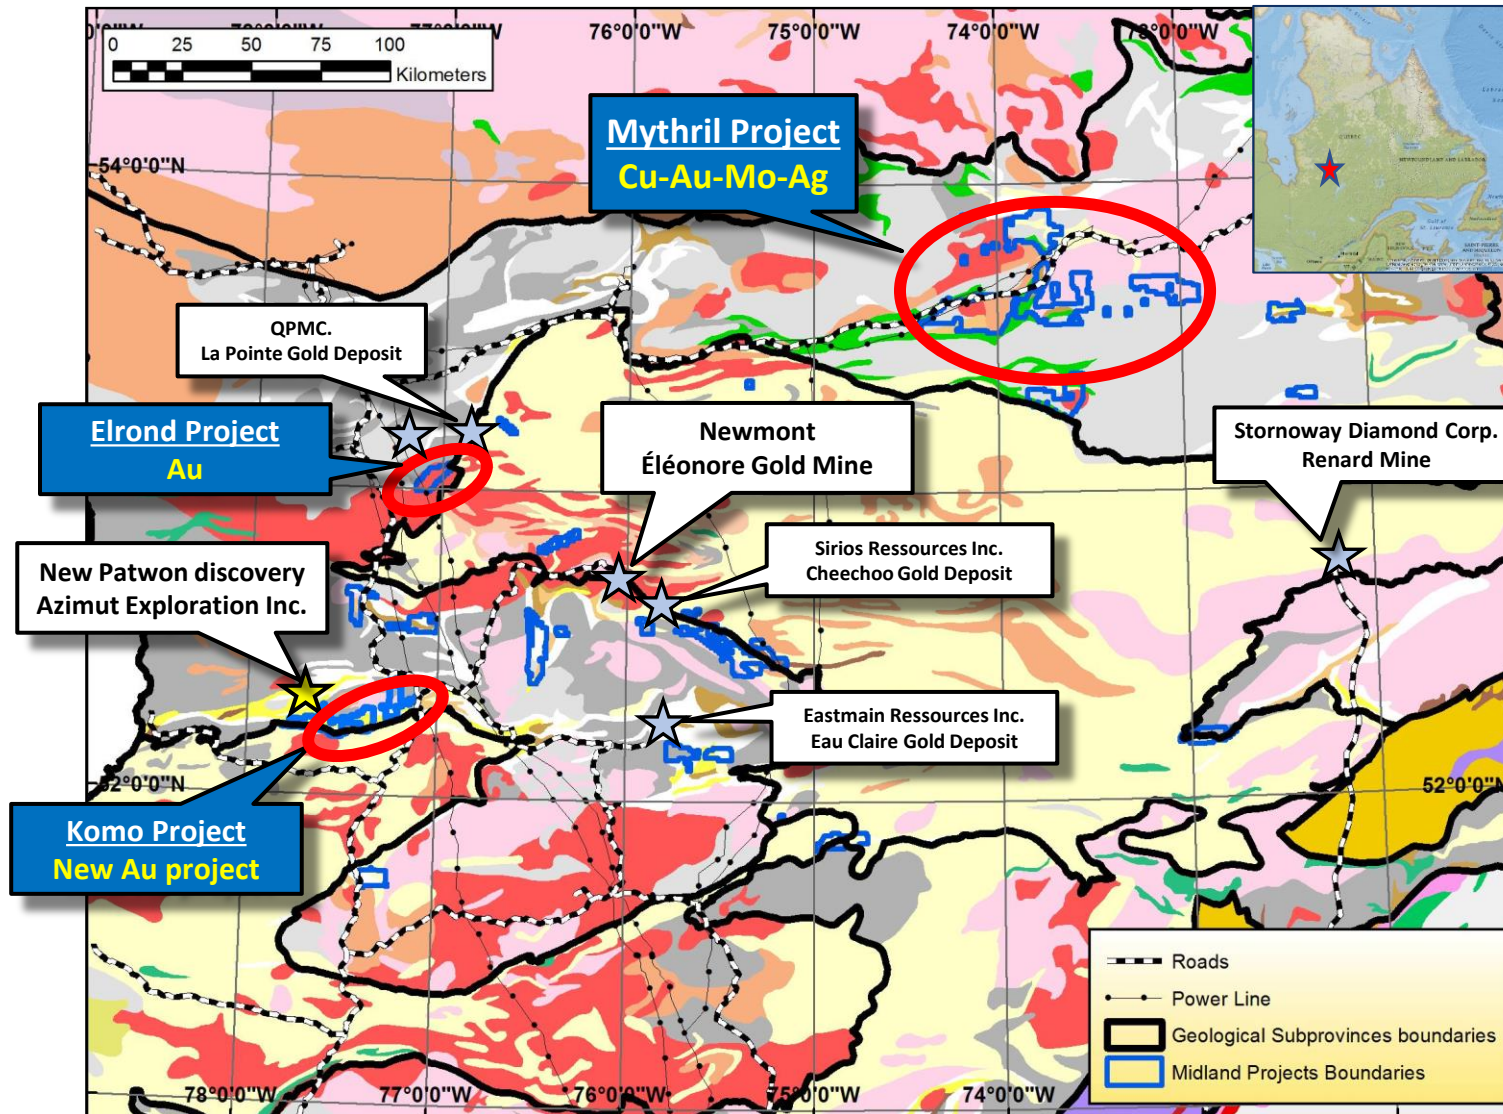 0 25 50 75 100
Kilometers
76°0'0"W
74°0'0"W
54°0'0"N
Mythril Project
Cu-Au-Mo-Ag
QPMC.
La Pointe Gold Deposit
Elrond Project
Au
Newmont
Éléonore Gold Mine
Stornoway Diamond Corp.
Renard Mine
New Patwon discovery
Azimut Exploration Inc.
Sirios Ressources Inc.
Cheechoo Gold Deposit
Eastmain Ressources Inc.
Eau Claire Gold Deposit
52°0'0"N
52°0'0"N
Komo Project
New Au project
Roads
Power Line
Geological Subprovinces boundaries
Midland Projects Boundaries
78°0'0"W
77°0'0"W
76°0'0"W
75°0'0"W
74°0'0"W